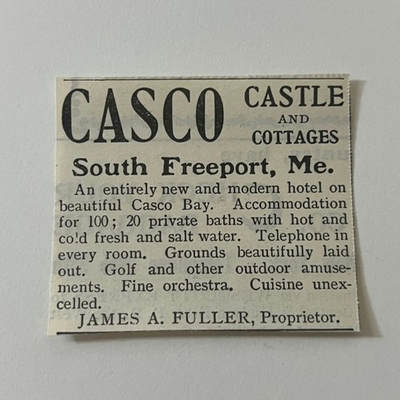 CASCO CASTLE
AND
COTTAGES
South Freeport, Me.
An entirely new and modern hotel on
beautiful Casco Bay. Accommodation
for 100; 20 private baths with hot and
cold fresh and salt water. Telephone in
every room. Grounds beautifully laid
out. Golf and other outdoor amuse-
ments. Fine orchestra. Cuisine unex-
celled.
JAMES A. FULLER, Proprietor.